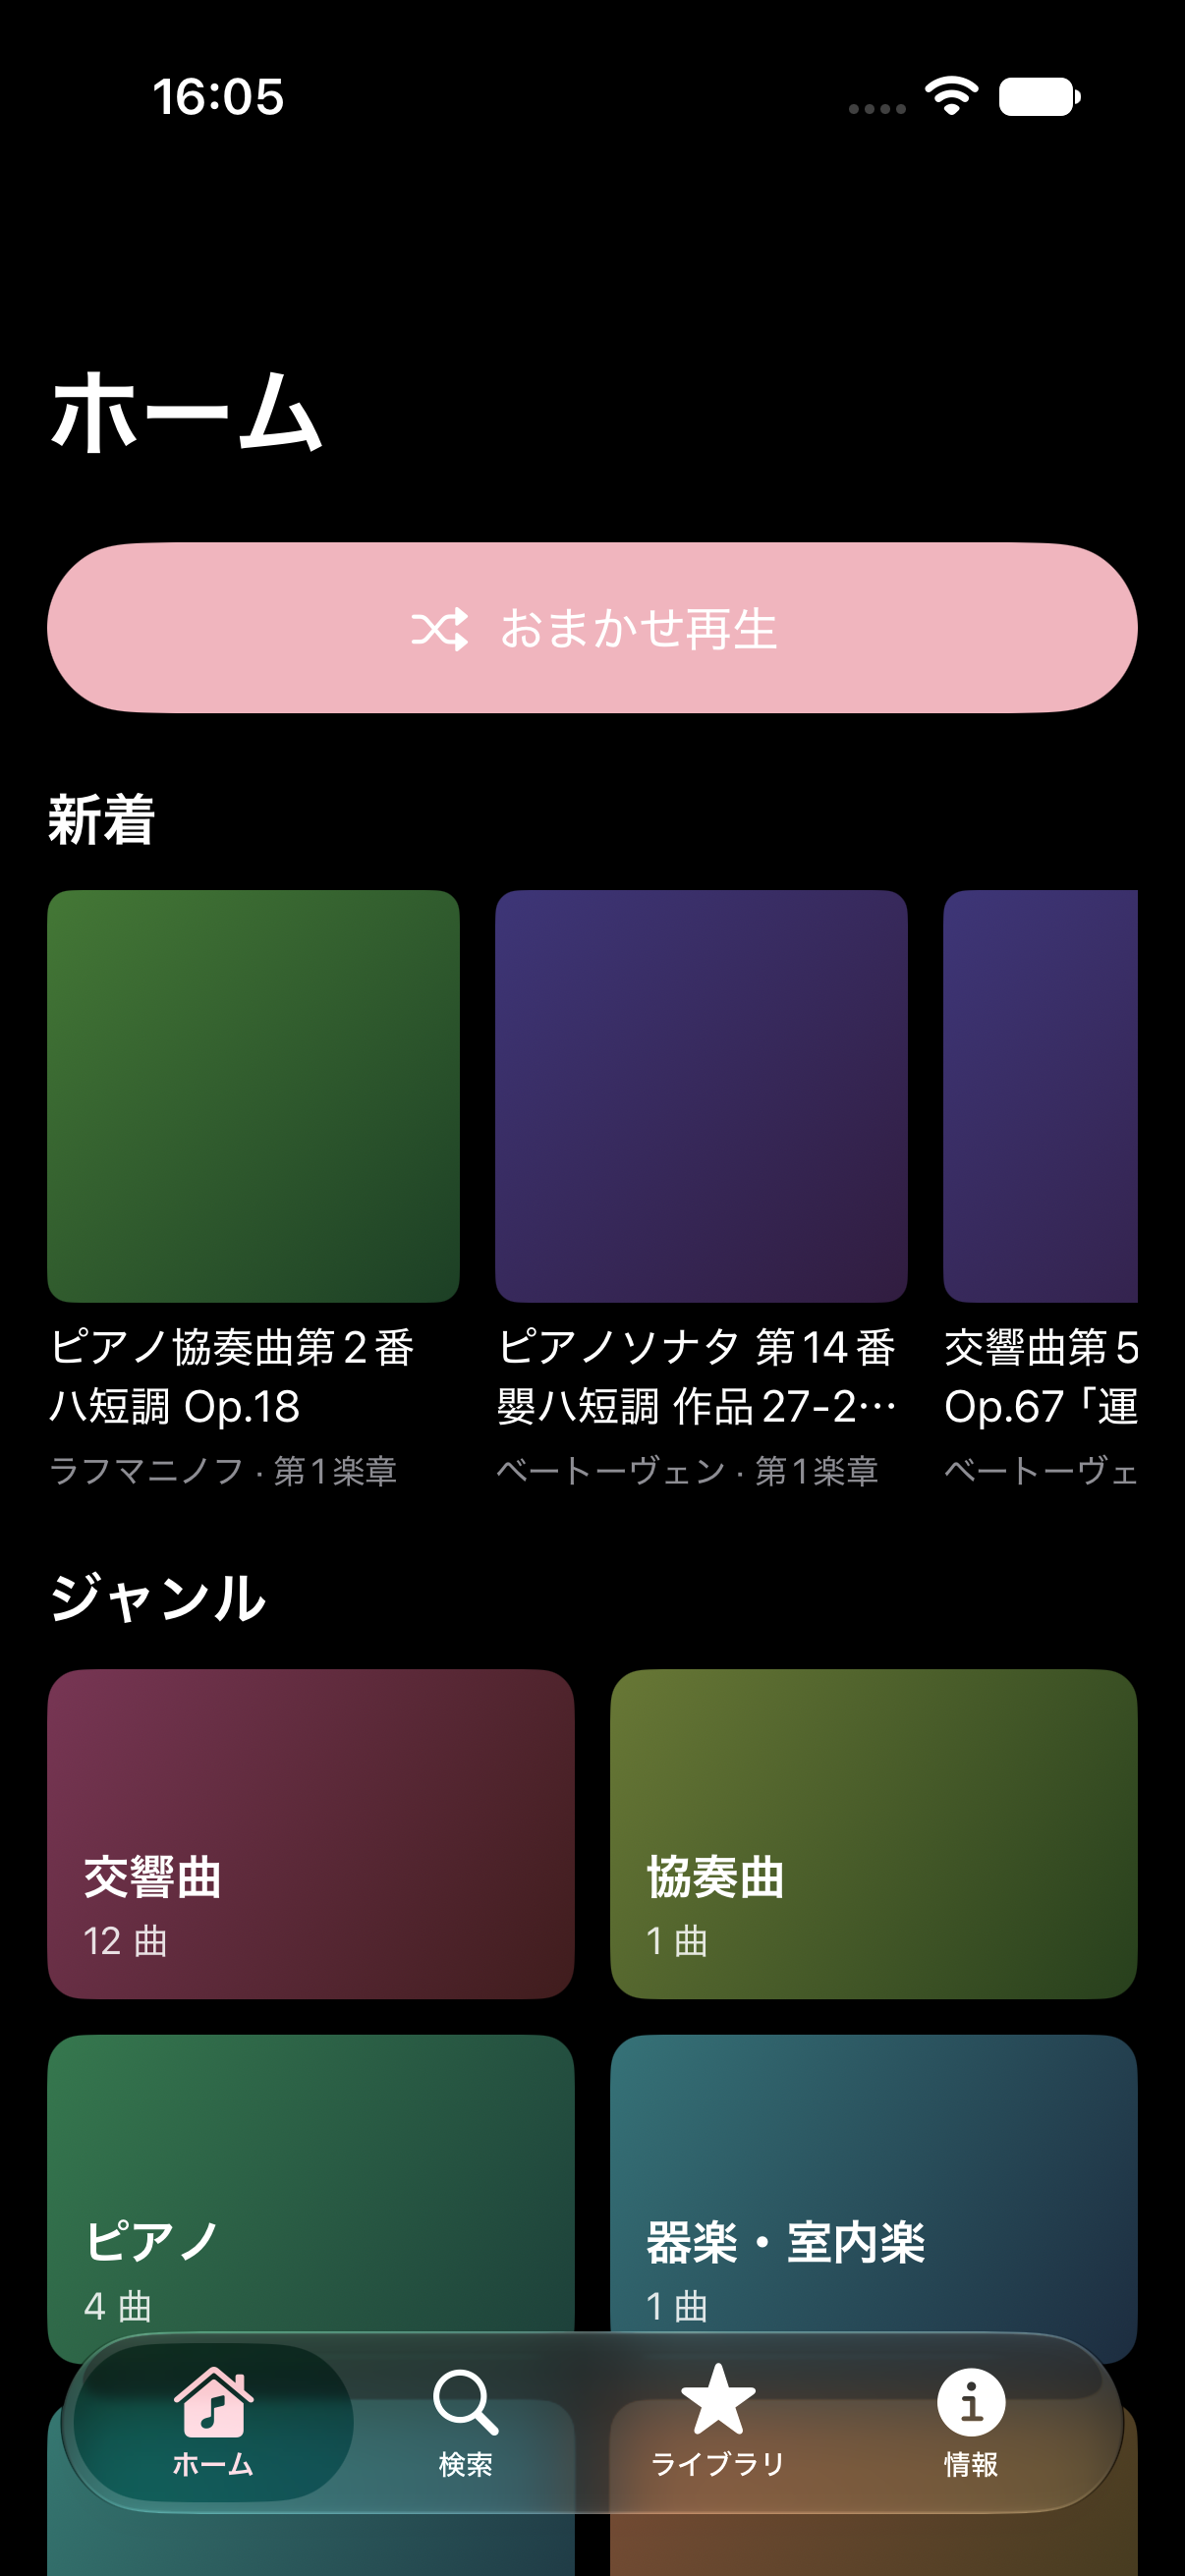 16:05
ホーム
おまかせ再生
新着
ピアノ協奏曲第2番
ハ短調 Op.18
ラフマニノフ · 第1楽章
ピアノソナタ 第14番
嬰ハ短調 作品27-2…
ベートーヴェン · 第1楽章
交響曲第5
Op.67「運
ベートーヴェ
ジャンル
交響曲
12 曲
協奏曲
1 曲
ピアノ
4 曲
器楽・室内楽
1 曲
ホーム
検索
ライブラリ
情報